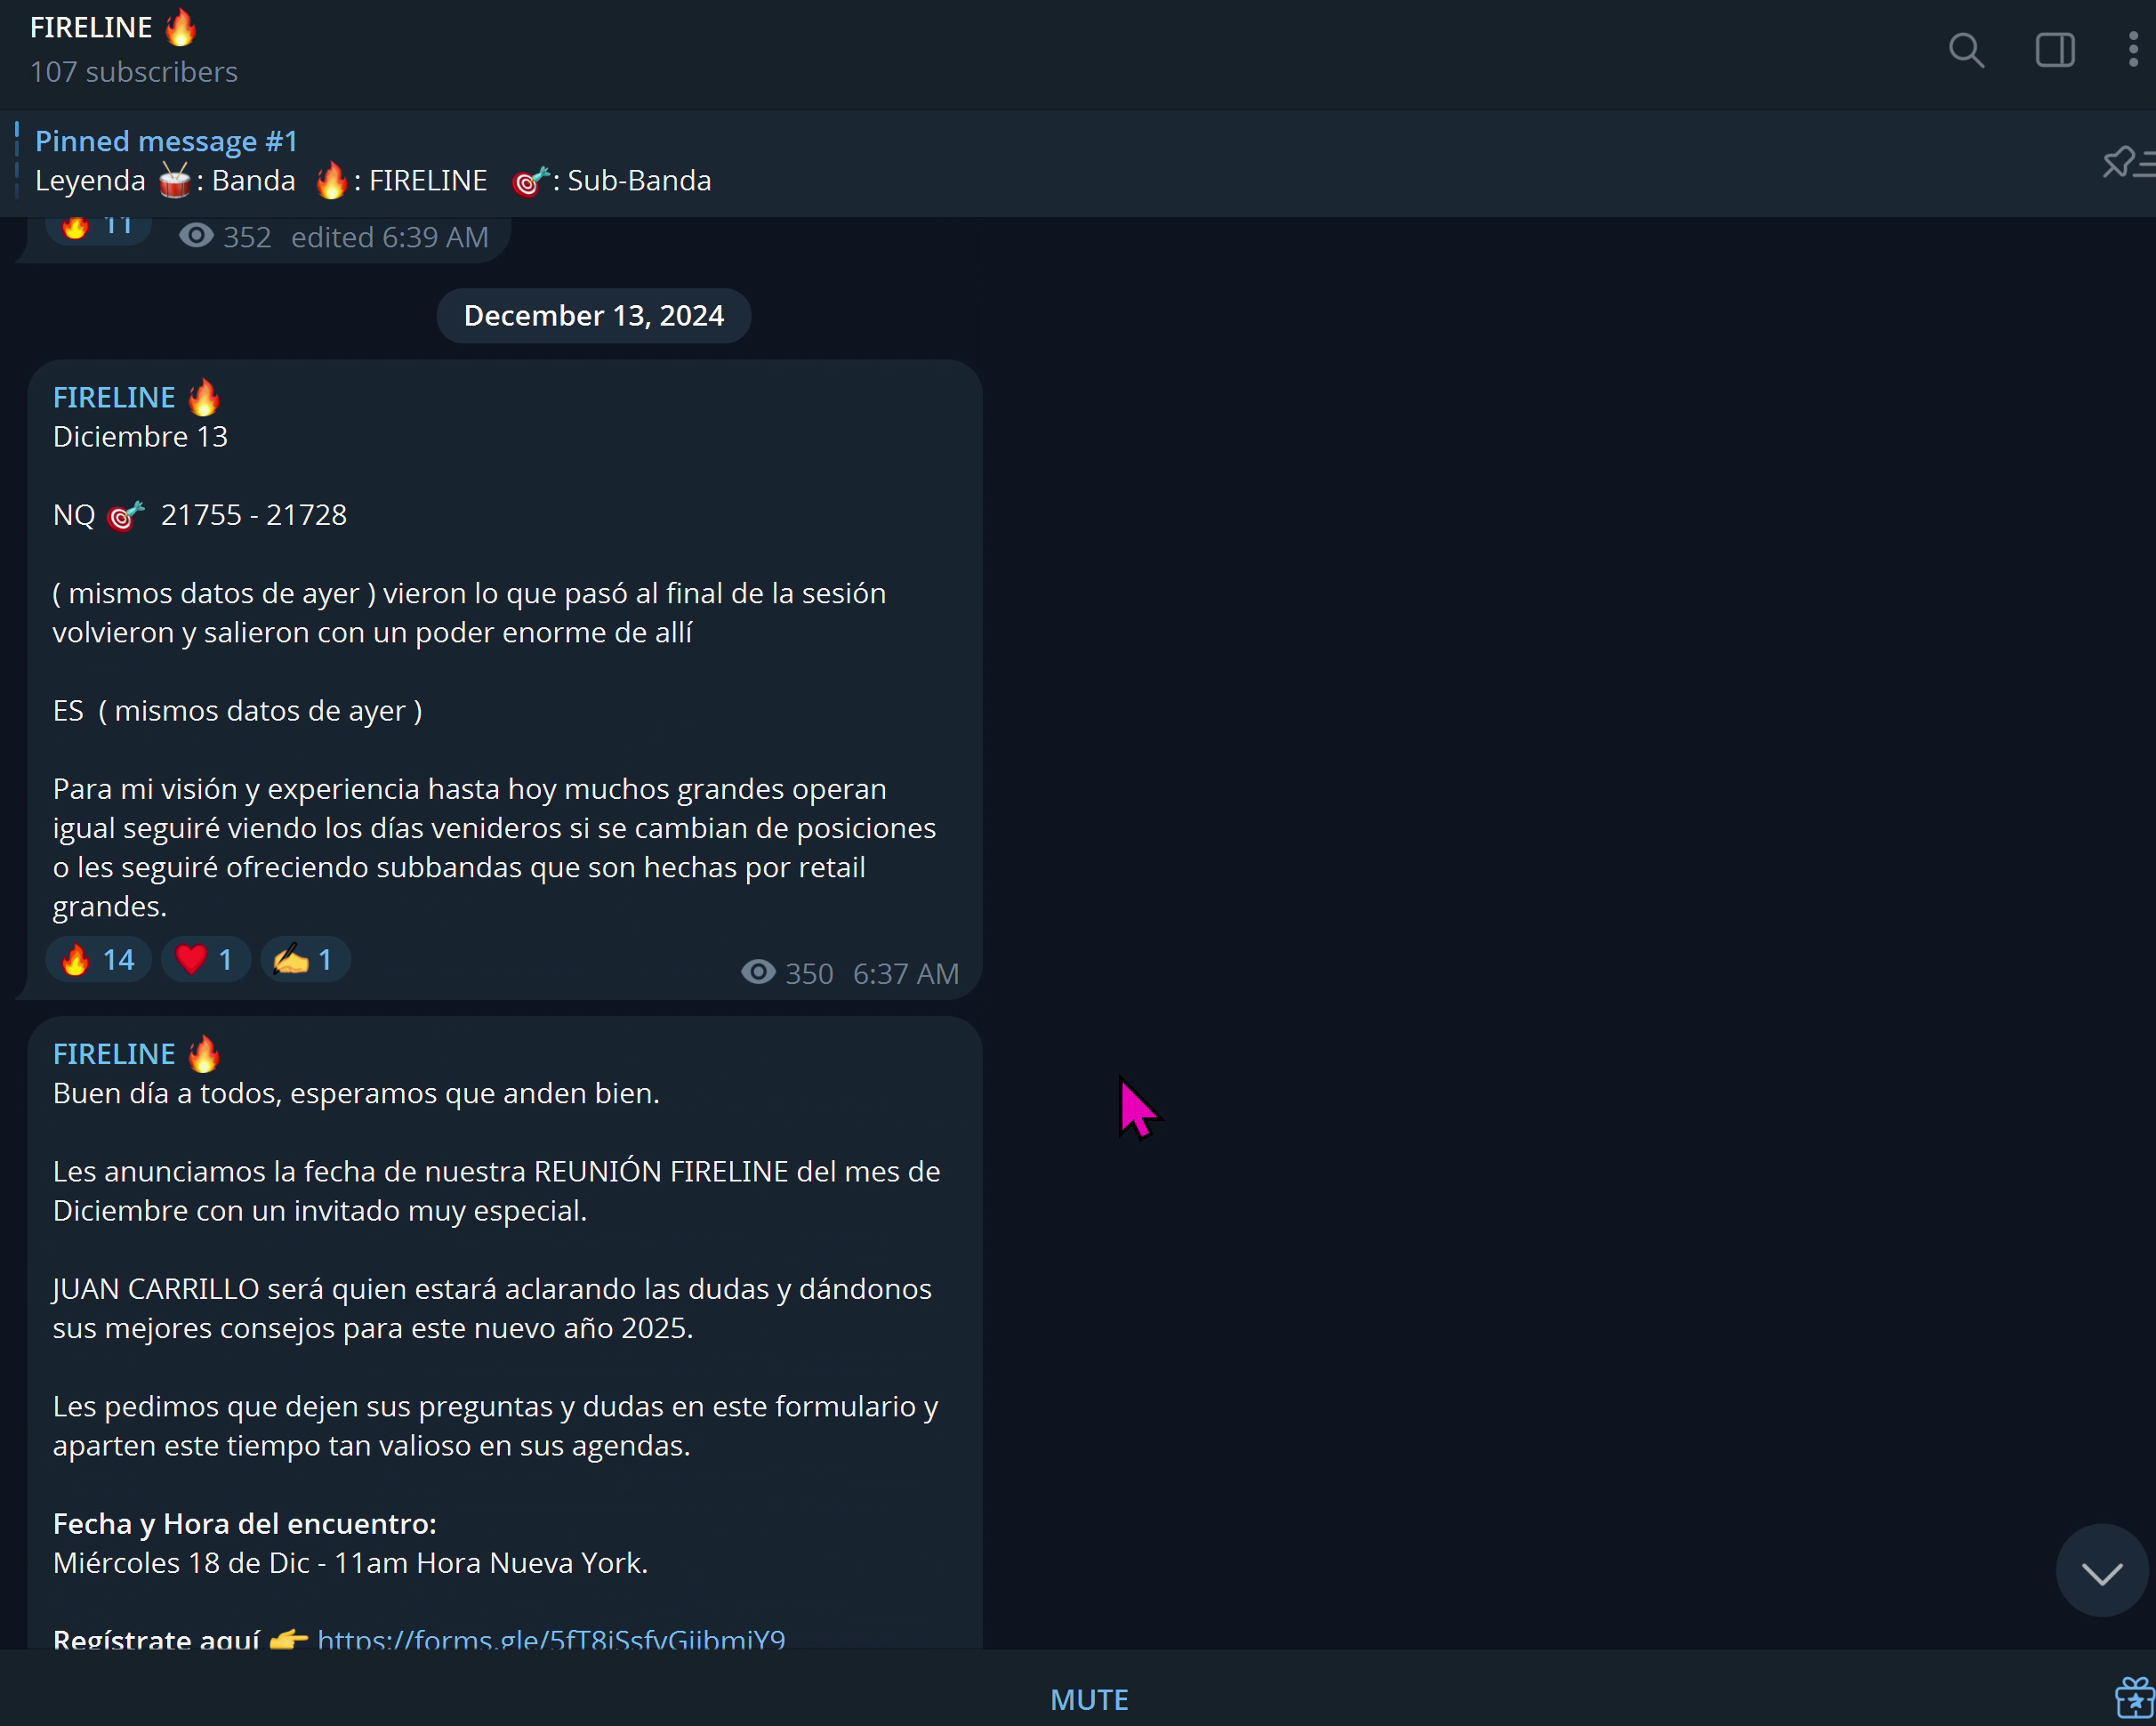 FIRELINE 🔥
107 subscribers
Pinned message #1
Leyenda 🥁: Banda 🔥: FIRELINE 🎯: Sub-Banda
🔥 11 352 edited 6:39 AM
December 13, 2024
FIRELINE 🔥
Diciembre 13
NQ 🎯 21755 - 21728
( mismos datos de ayer ) vieron lo que pasó al final de la sesión
volvieron y salieron con un poder enorme de allí
ES ( mismos datos de ayer )
Para mi visión y experiencia hasta hoy muchos grandes operan
igual seguiré viendo los días venideros si se cambian de posiciones
o les seguiré ofreciendo subbandas que son hechas por retail
grandes.
🔥 14 ❤️ 1 ✍️ 1 350 6:37 AM
FIRELINE 🔥
Buen día a todos, esperamos que anden bien.
Les anunciamos la fecha de nuestra REUNIÓN FIRELINE del mes de
Diciembre con un invitado muy especial.
JUAN CARRILLO será quien estará aclarando las dudas y dándonos
sus mejores consejos para este nuevo año 2025.
Les pedimos que dejen sus preguntas y dudas en este formulario y
aparten este tiempo tan valioso en sus agendas.
Fecha y Hora del encuentro:
Miércoles 18 de Dic - 11am Hora Nueva York.
Regístrate aquí 👉
MUTE